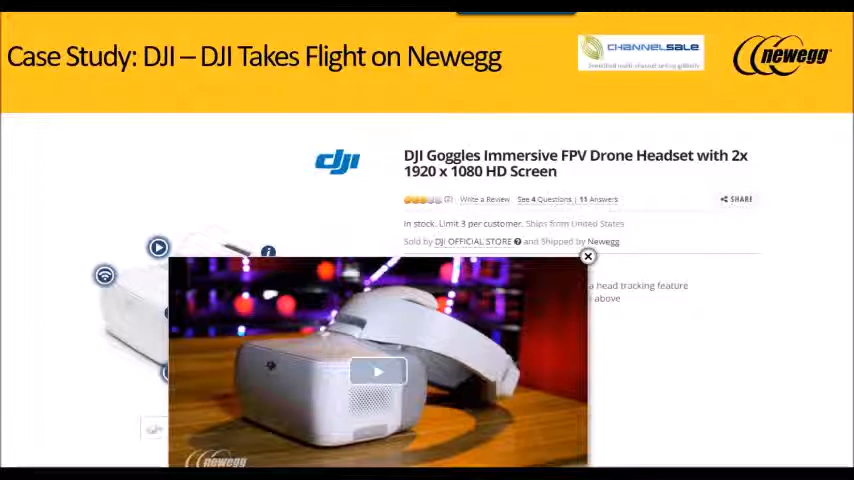 Case Study: DJI – DJI Takes Flight on Newegg
CHANNELSALE
newegg
dji
DJI Goggles Immersive FPV Drone Headset with 2x
1920 x 1080 HD Screen
(2) Write a Review See 4 Questions | 11 Answers
SHARE
In stock. Limit 3 per customer. Ships from United States
Sold by DJI OFFICIAL STORE and Shipped by Newegg
a head tracking feature
above
newegg